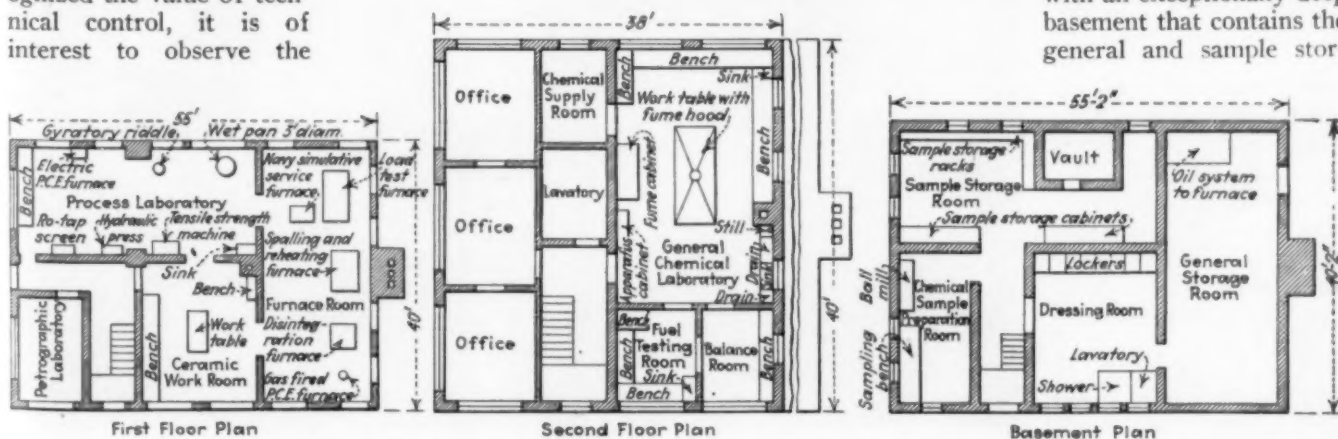 ognized the value of tech-
nical control, it is of
interest to observe the
with an exceptionally deep
basement that contains the
general and sample stor-
55'
Gyratory riddle
Wet pan 3' diam.
Electric
P.C.E. furnace
Bench
Process Laboratory
Ro-tap
screen
Hydraulic
press
Tensile strength
machine
Sink
Bench
Navy simulative
service
furnace
Load
test
furnace
Spalling and
reheating
furnace
Furnace Room
Disinteg-
ration
furnace
Gas fired
P.C.E. furnace
Petrographic
Laboratory
Bench
Work
table
Ceramic
Work Room
40'
First Floor Plan
38'
Office
Office
Office
Chemical
Supply
Room
Lavatory
Bench
Bench
Sink
Work table with
fume hood
Fume cabinet
Bench
Apparatus
cabinet
General
Chemical
Laboratory
Still
Drain
Sink
Drain
Bench
Fuel
Testing
Room
Bench
Sink
Bench
Balance
Room
Bench
40'
Second Floor Plan
55'-2"
Sample storage
racks
Sample Storage
Room
Vault
Oil system
to furnace
Sample storage cabinets
Lockers
General
Storage
Room
Ball
mill
Sampling
bench
Chemical
Sample
Preparation
Room
Dressing Room
Lavatory
Shower
40'-2"
Basement Plan